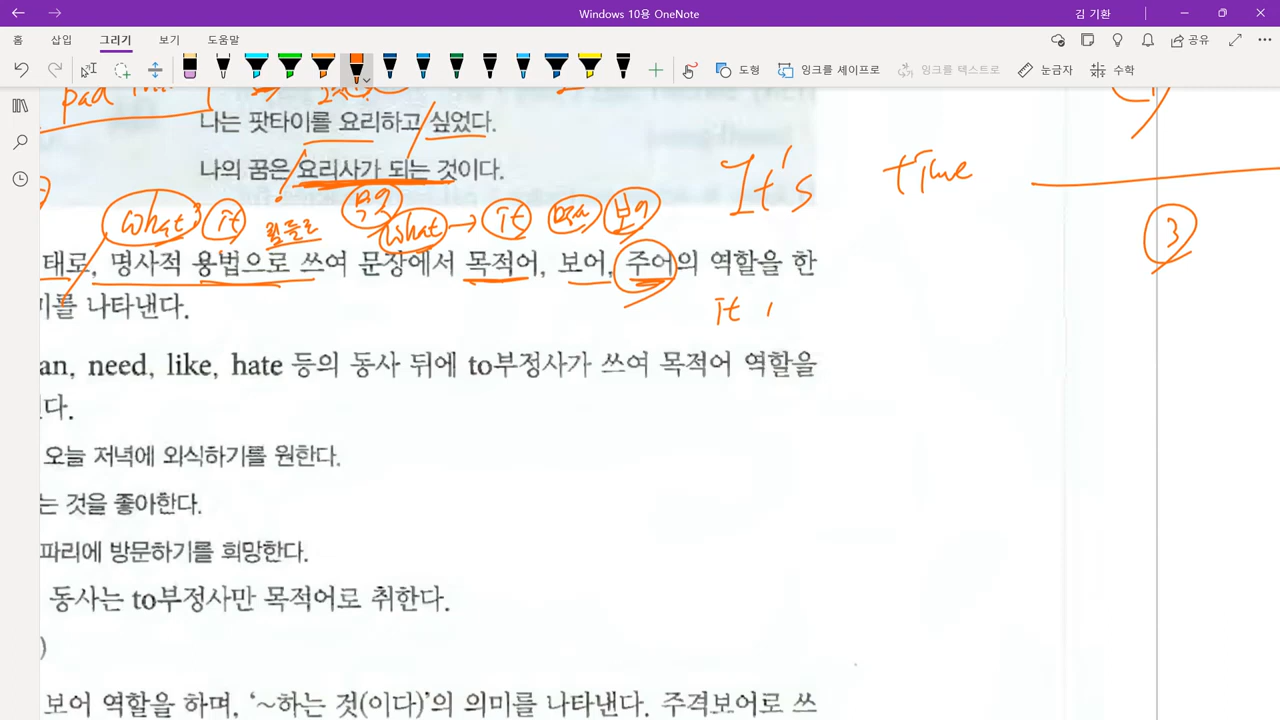 Windows 10용 OneNote
김 기환
홈 삽입 그리기 보기 도움말
공유
도형 잉크를 셰이프로 잉크를 텍스트로 눈금자 수학
pad
나는 팟타이를 요리하고 싶었다.
나의 꿈은 요리사가 되는 것이다.
It's time
what It what → It 명사 보어
3
태로, 명사적 용법으로 쓰여 문장에서 목적어, 보어, 주어의 역할을 한
미를 나타낸다.
It
an, need, like, hate 등의 동사 뒤에 to부정사가 쓰여 목적어 역할을
다.
오늘 저녁에 외식하기를 원한다.
는 것을 좋아한다.
파리에 방문하기를 희망한다.
동사는 to부정사만 목적어로 취한다.
)
보어 역할을 하며, ‘~하는 것(이다)’의 의미를 나타낸다. 주격보어로 쓰